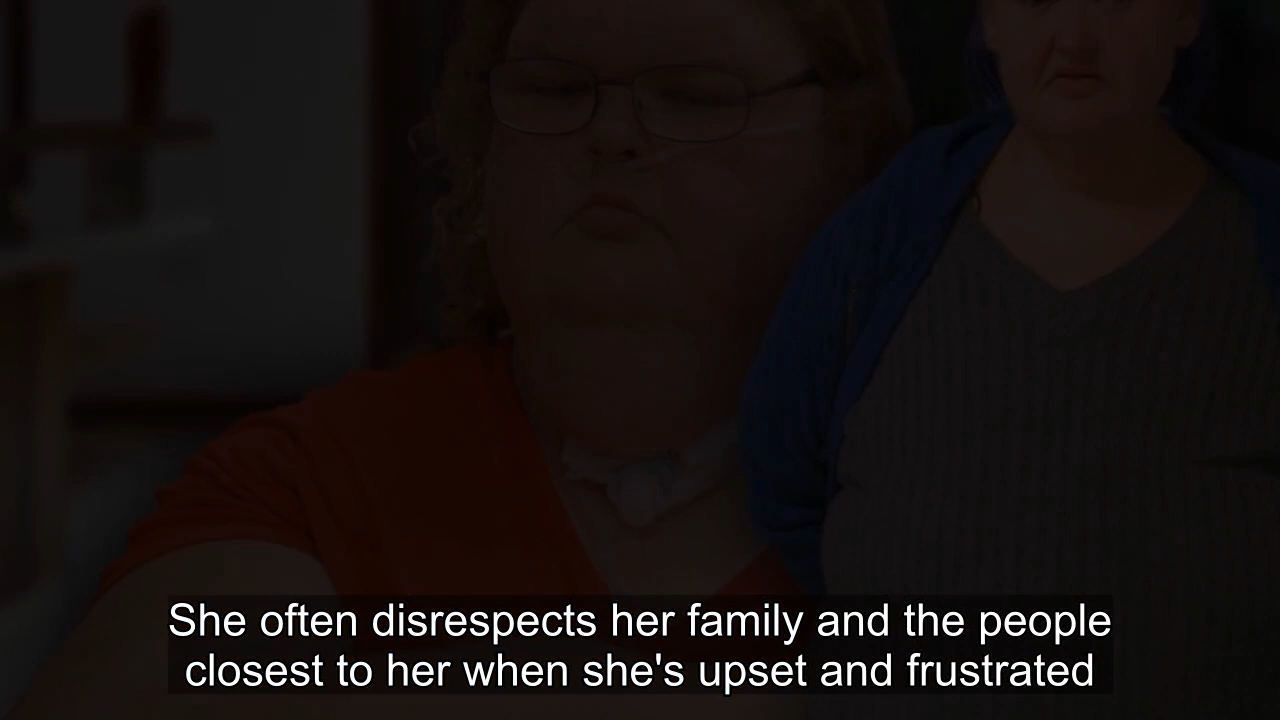 She often disrespects her family and the people
closest to her when she's upset and frustrated